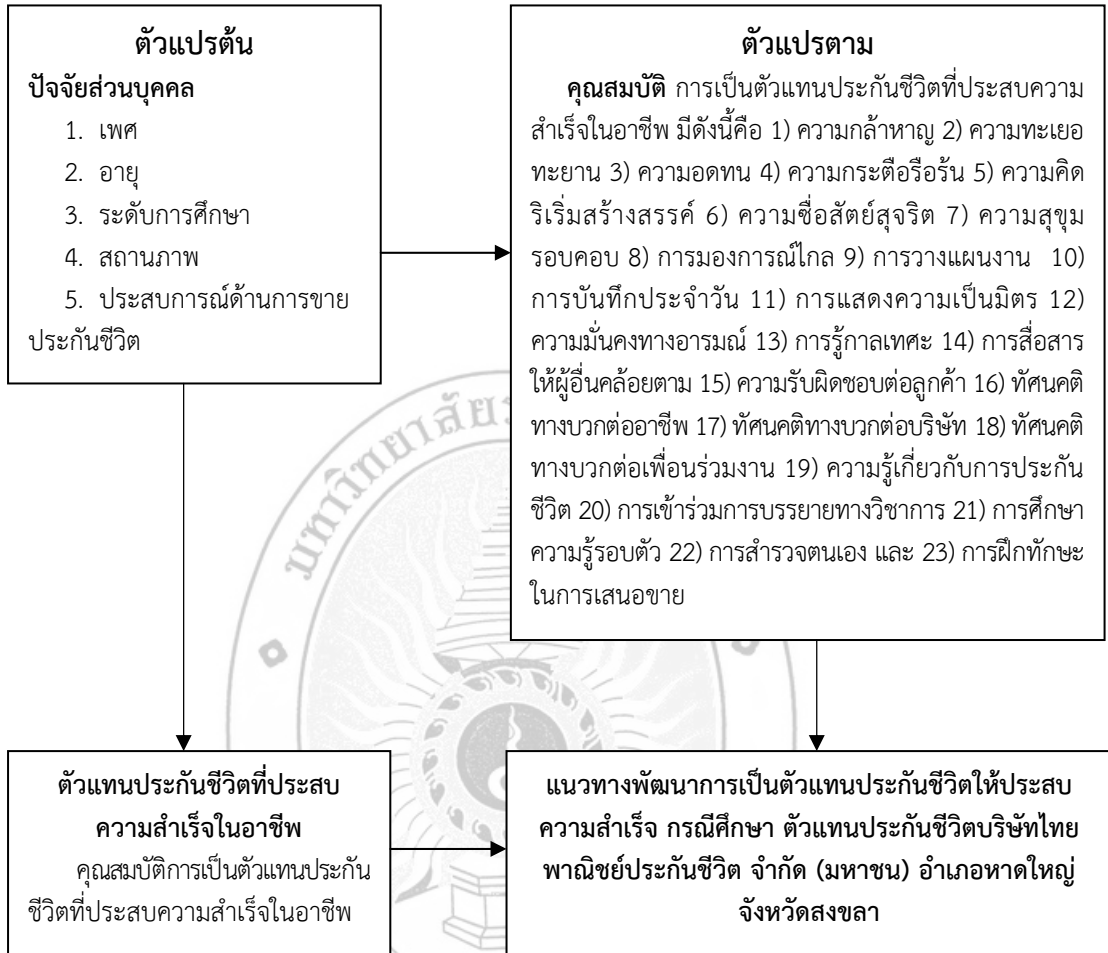 ตัวแปรต้น
ปัจจัยส่วนบุคคล
1. เพศ
2. อายุ
3. ระดับการศึกษา
4. สถานภาพ
5. ประสบการณ์ด้านการขาย
ประกันชีวิต
ตัวแปรตาม
คุณสมบัติ การเป็นตัวแทนประกันชีวิตที่ประสบความ
สำเร็จในอาชีพ มีดังนี้คือ 1) ความกล้าหาญ 2) ความทะเยอ
ทะยาน 3) ความอดทน 4) ความกระตือรือร้น 5) ความคิด
ริเริ่มสร้างสรรค์ 6) ความซื่อสัตย์สุจริต 7) ความสุขุม
รอบคอบ 8) การมองการณ์ไกล 9) การวางแผนงาน 10)
การบันทึกประจำวัน 11) การแสดงความเป็นมิตร 12)
ความมั่นคงทางอารมณ์ 13) การรู้กาลเทศะ 14) การสื่อสาร
ให้ผู้อื่นคล้อยตาม 15) ความรับผิดชอบต่อลูกค้า 16) ทัศนคติ
ทางบวกต่ออาชีพ 17) ทัศนคติทางบวกต่อบริษัท 18) ทัศนคติ
ทางบวกต่อเพื่อนร่วมงาน 19) ความรู้เกี่ยวกับการประกัน
ชีวิต 20) การเข้าร่วมการบรรยายทางวิชาการ 21) การศึกษา
ความรู้รอบตัว 22) การสำรวจตนเอง และ 23) การฝึกทักษะ
ในการเสนอขาย
ตัวแทนประกันชีวิตที่ประสบ
ความสำเร็จในอาชีพ
คุณสมบัติการเป็นตัวแทนประกัน
ชีวิตที่ประสบความสำเร็จในอาชีพ
แนวทางพัฒนาการเป็นตัวแทนประกันชีวิตให้ประสบ
ความสำเร็จ กรณีศึกษา ตัวแทนประกันชีวิตบริษัทไทย
พาณิชย์ประกันชีวิต จำกัด (มหาชน) อำเภอหาดใหญ่
จังหวัดสงขลา